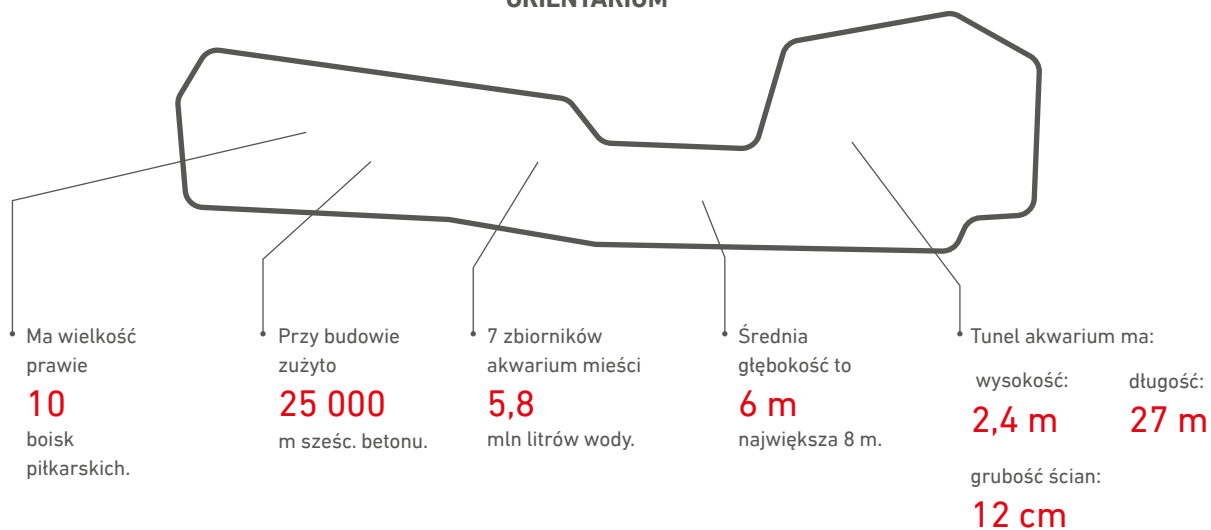 ORIENTARIUM
Ma wielkość
prawie
10
boisk
piłkarskich.
Przy budowie
zużyto
25 000
m sześc. betonu.
7 zbiorników
akwarium mieści
5,8
mln litrów wody.
Średnia
głębokość to
6 m
największa 8 m.
Tunel akwarium ma:
wysokość:
2,4 m
długość:
27 m
grubość ścian:
12 cm